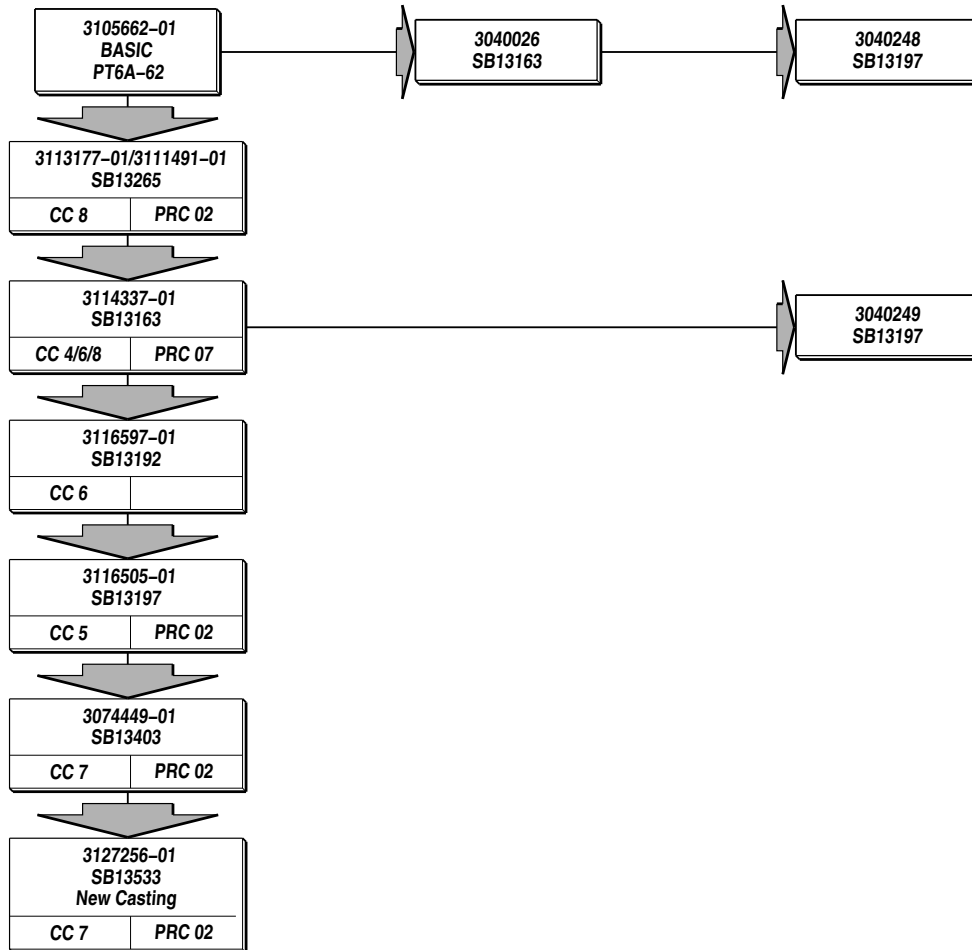 3105662–01
BASIC
PT6A–62
3040026
SB13163
3040248
SB13197
3113177–01/3111491–01
SB13265
CC 8
PRC 02
3114337–01
SB13163
CC 4/6/8
PRC 07
3040249
SB13197
3116597–01
SB13192
CC 6
3116505–01
SB13197
CC 5
PRC 02
3074449–01
SB13403
CC 7
PRC 02
3127256–01
SB13533
New Casting
CC 7
PRC 02